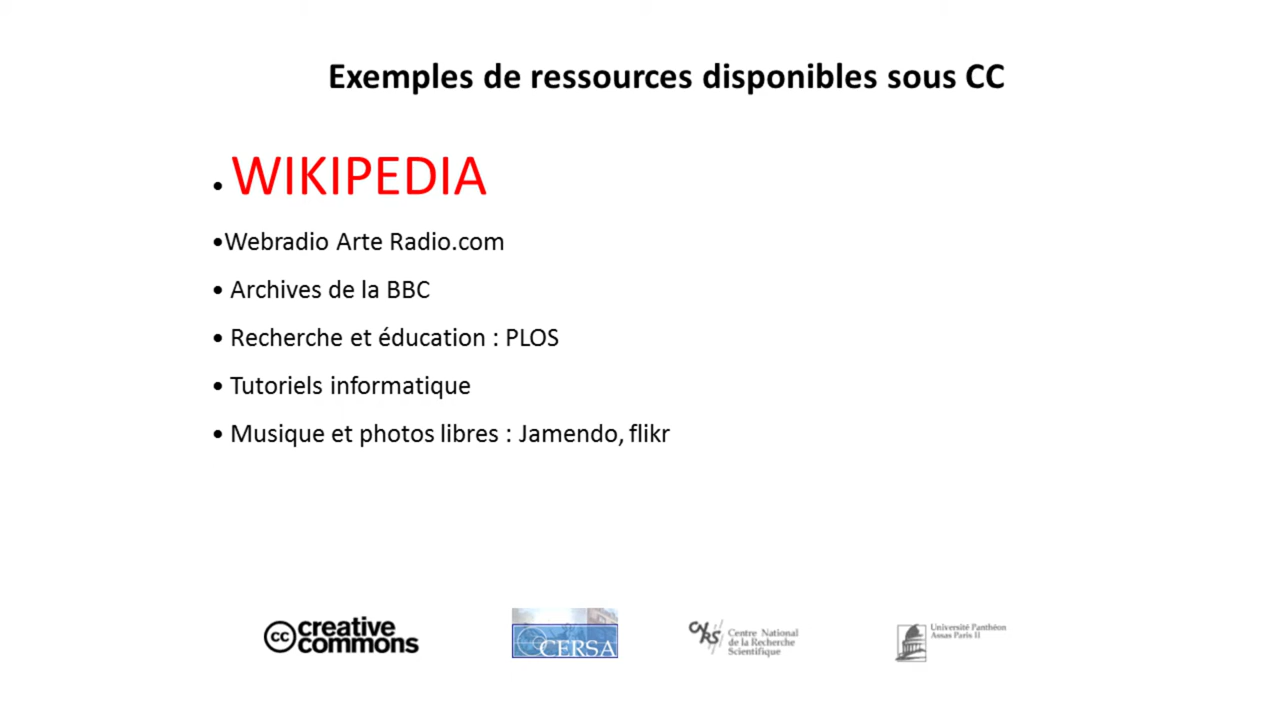 Exemples de ressources disponibles sous CC
• WIKIPEDIA
•Webradio Arte Radio.com
• Archives de la BBC
• Recherche et éducation : PLOS
• Tutoriels informatique
• Musique et photos libres : Jamendo, flikr
cc creative commons
CERSA
CNRS Centre National de la Recherche Scientifique
Université Panthéon Assas Paris II